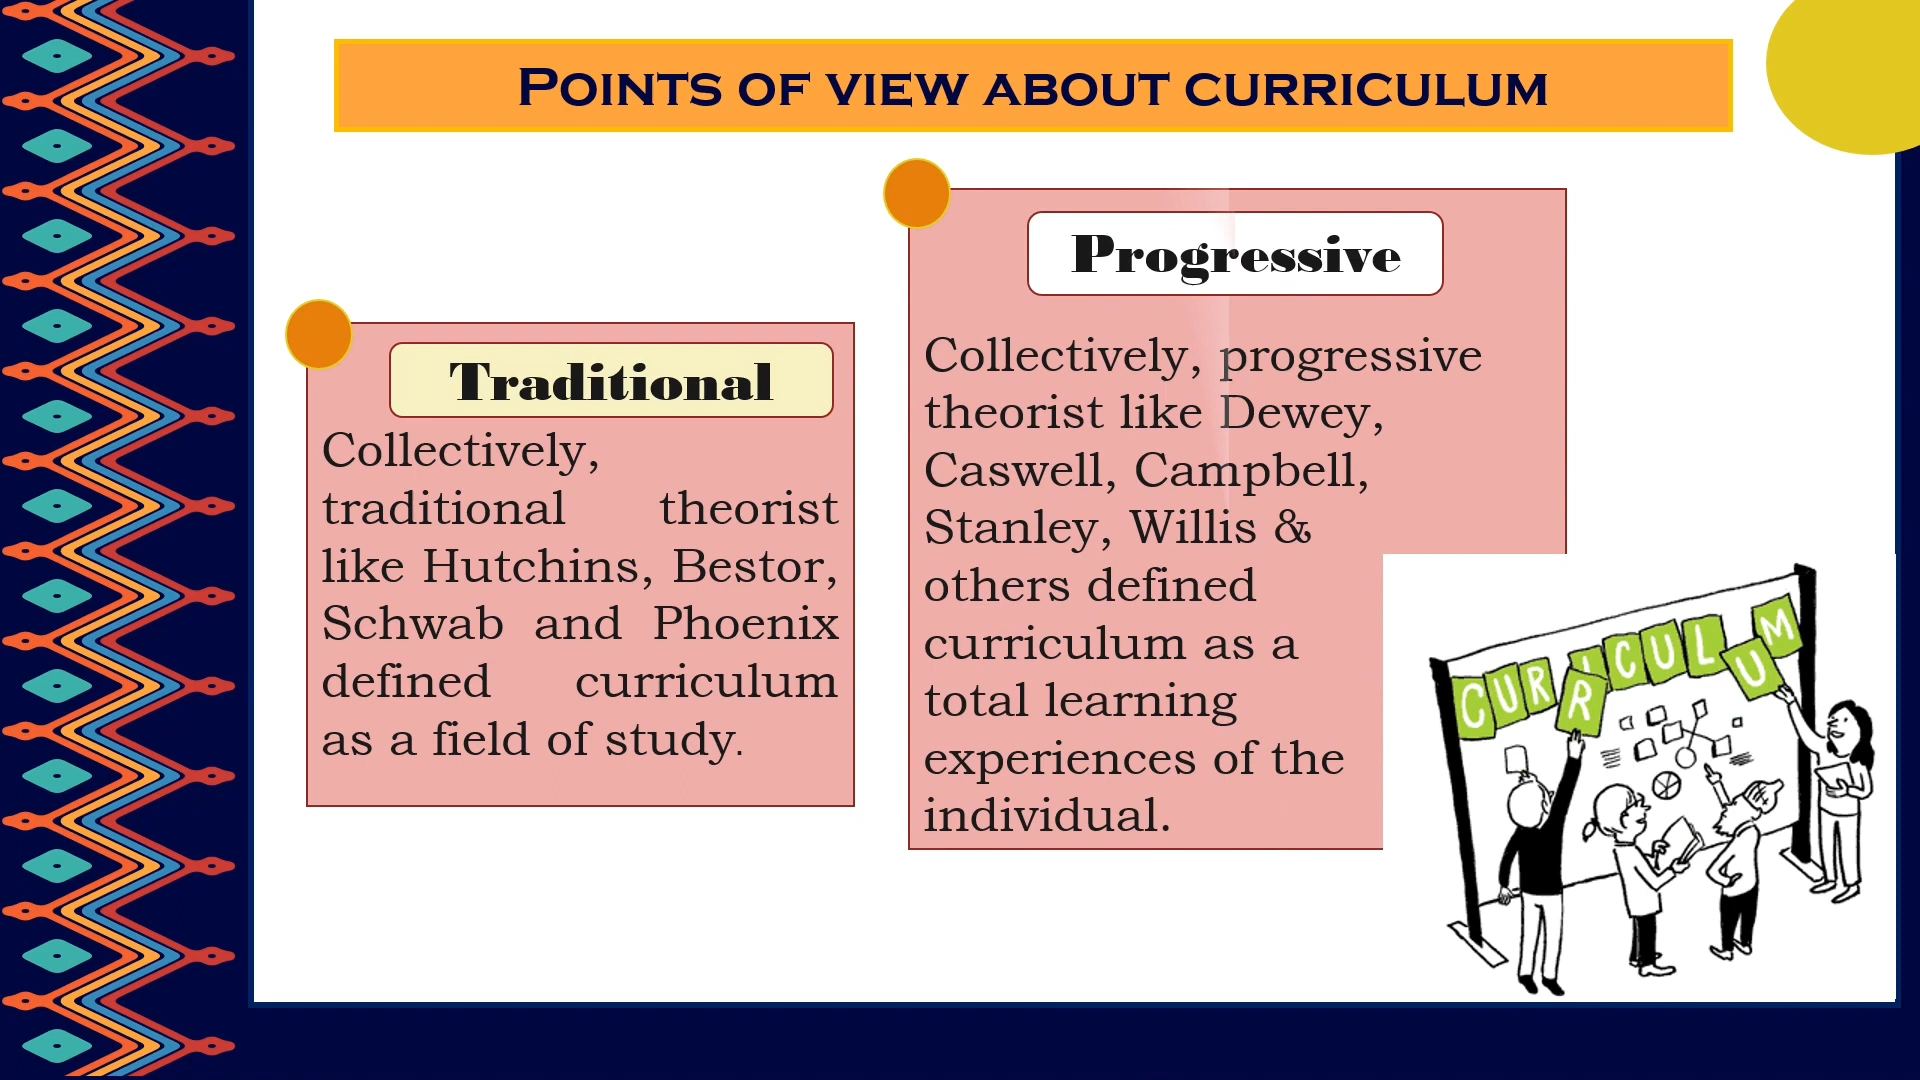 POINTS OF VIEW ABOUT CURRICULUM
Traditional
Collectively,
traditional theorist
like Hutchins, Bestor,
Schwab and Phoenix
defined curriculum
as a field of study.
Progressive
Collectively, progressive
theorist like Dewey,
Caswell, Campbell,
Stanley, Willis &
others defined
curriculum as a
total learning
experiences of the
individual.
CURRICULUM